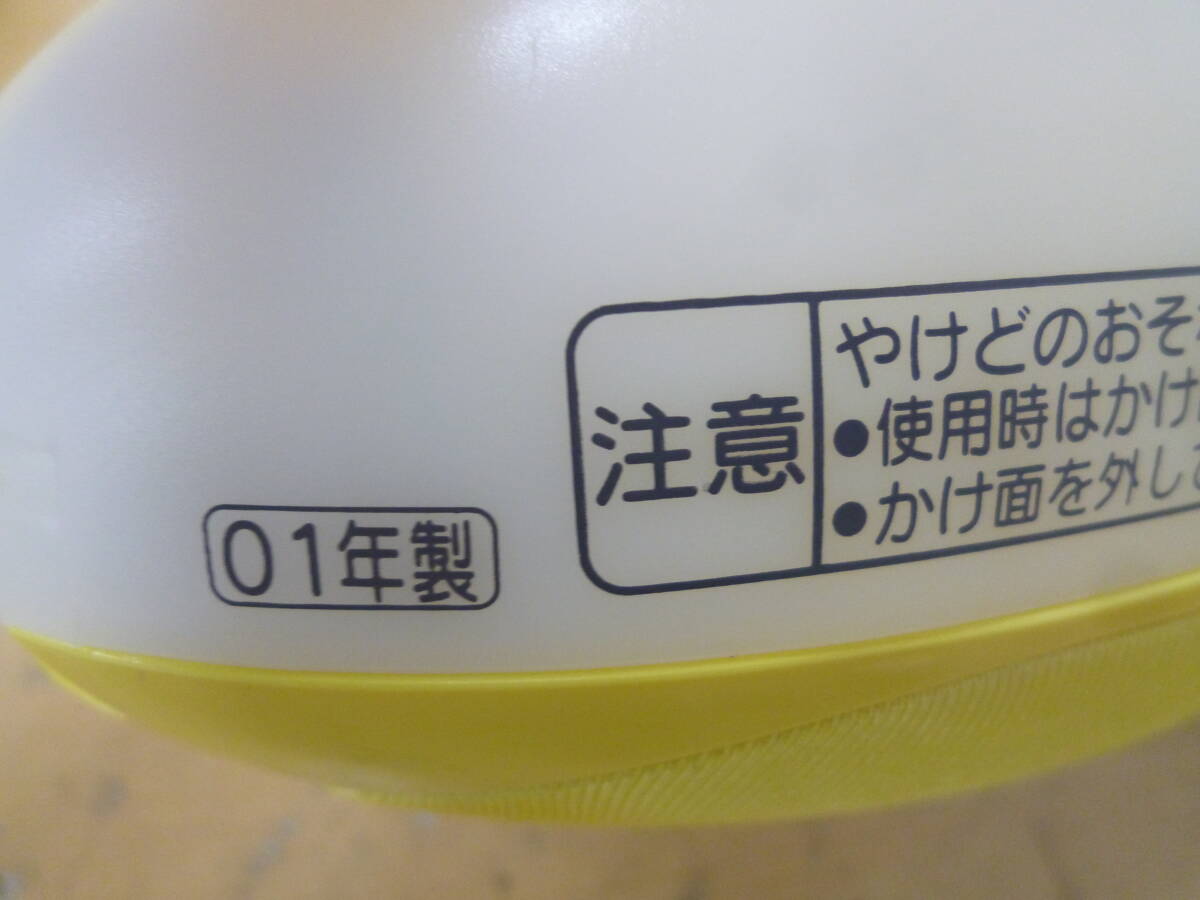 01年製
注意
やけどのおそ
●使用時はかけ
●かけ面を外し